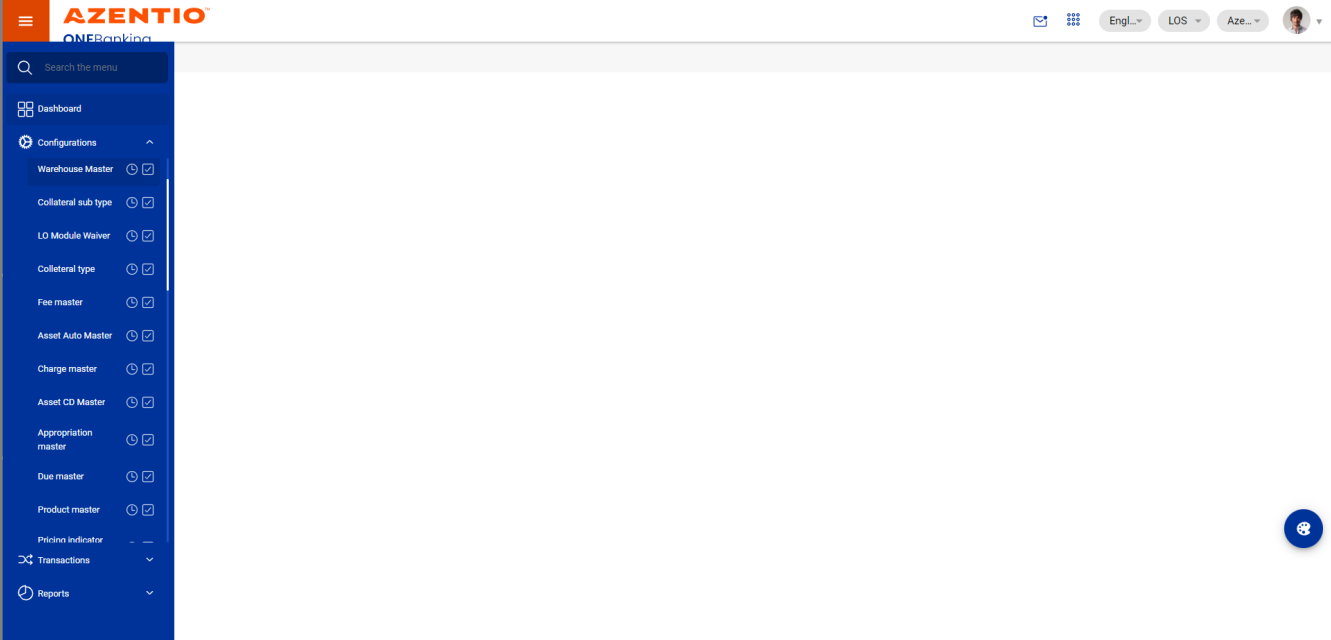 AZENTIO™
ONEBanking
Engl...
LOS
Aze...
Search the menu
Dashboard
Configurations
Warehouse Master
Collateral sub type
LO Module Waiver
Colleteral type
Fee master
Asset Auto Master
Charge master
Asset CD Master
Appropriation
master
Due master
Product master
Pricing indicator
Transactions
Reports